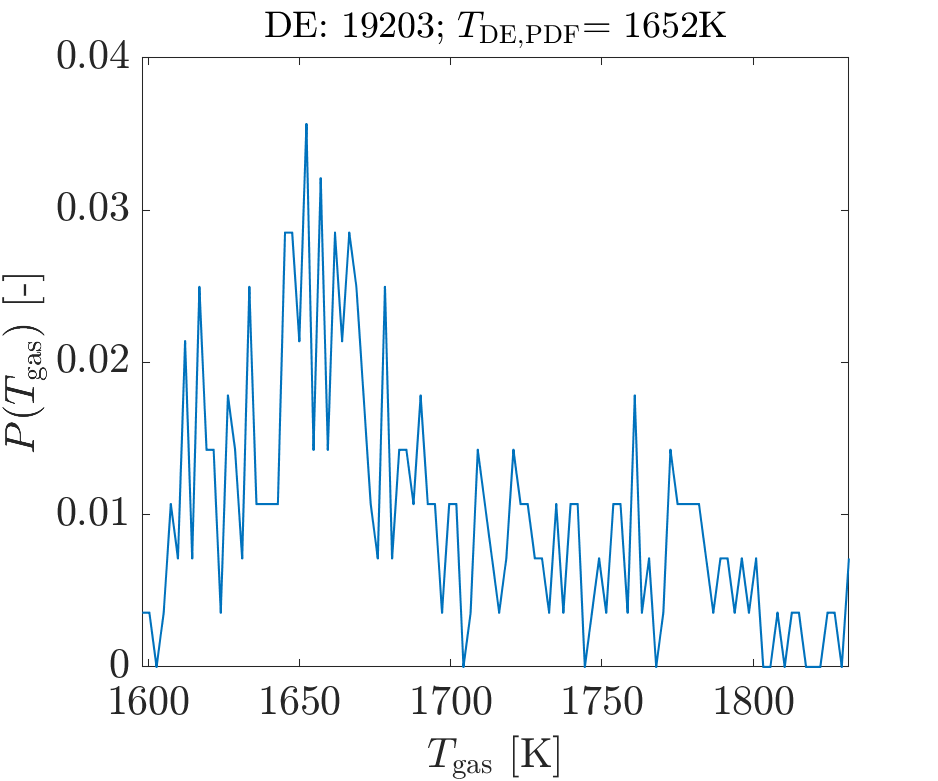 DE: 19203; T_DE,PDF= 1652K
0.04
0.03
0.02
0.01
0
P(T_gas) [-]
1600 1650 1700 1750 1800
T_gas [K]